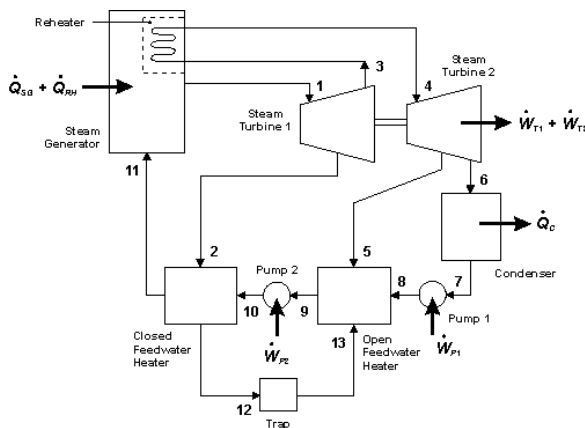 Reheater
3
4
Steam
Turbine 2
1
Q̇SG + Q̇RH
Steam
Turbine 1
ẆT1 + ẆT2
Steam
Generator
11
6
Q̇C
2
5
Condenser
Pump 2
8
7
10
9
Pump 1
Closed
Feedwater
Heater
ẆP2
13
Open
Feedwater
Heater
ẆP1
12
Trap